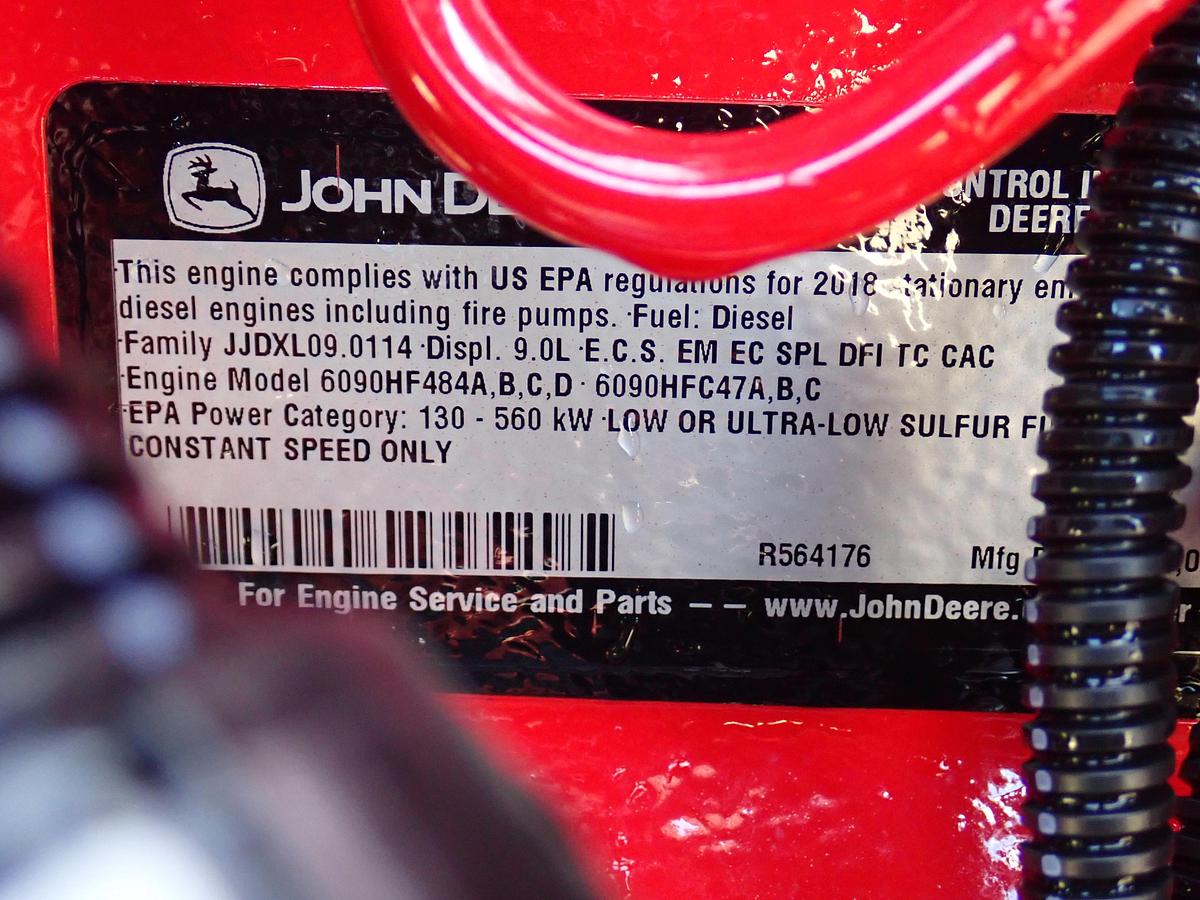 JOHN DE
NTROL I
DEERE
·This engine complies with US EPA regulations for 2018 stationary em
diesel engines including fire pumps. ·Fuel: Diesel
·Family JJDXL09.0114 ·Displ. 9.0L ·E.C.S. EM EC SPL DFI TC CAC
·Engine Model 6090HF484A,B,C,D · 6090HFC47A,B,C
·EPA Power Category: 130 - 560 kW ·LOW OR ULTRA-LOW SULFUR FU
CONSTANT SPEED ONLY
R564176 Mfg
For Engine Service and Parts – – www.JohnDeere.